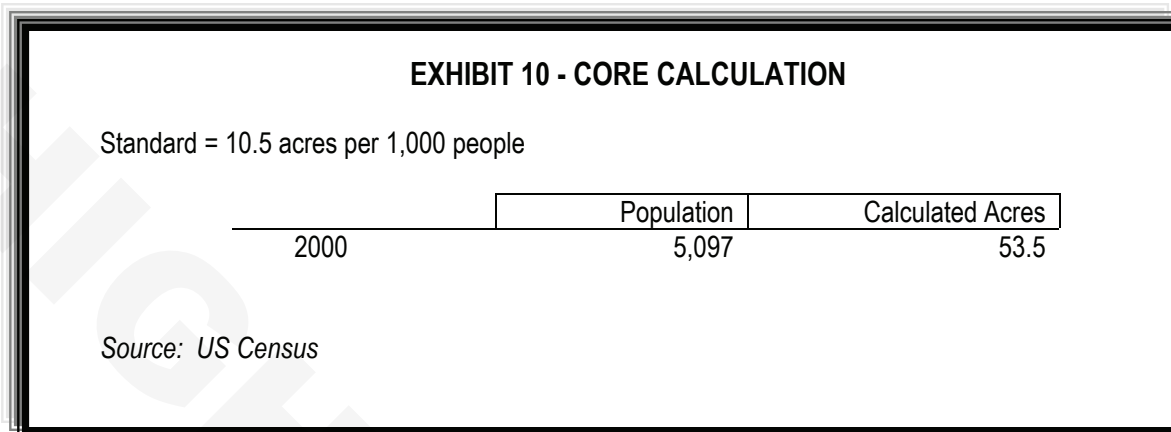 EXHIBIT 10 - CORE CALCULATION
Standard = 10.5 acres per 1,000 people
Population Calculated Acres
2000 5,097 53.5
Source: US Census